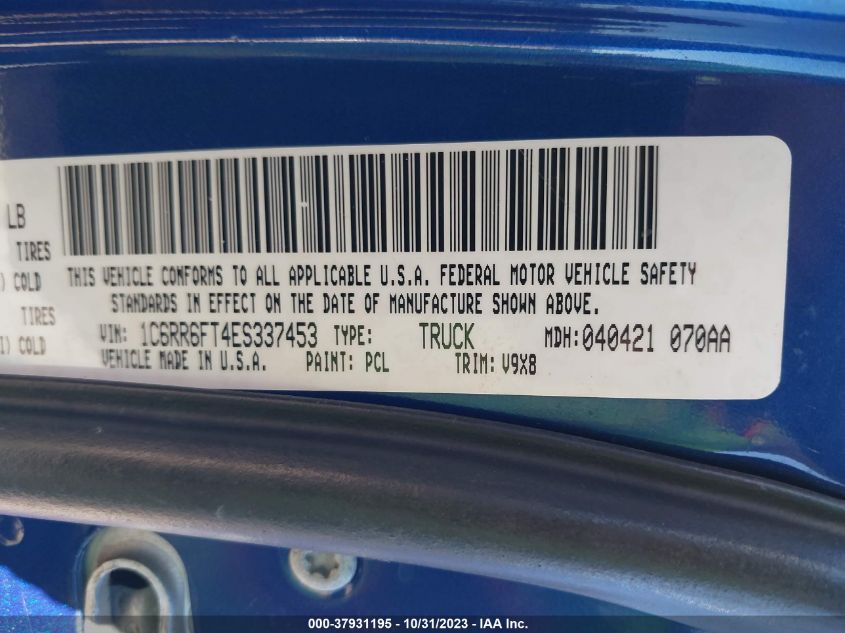 LB
TIRES
) COLD
TIRES
I) COLD
THIS VEHICLE CONFORMS TO ALL APPLICABLE U.S.A. FEDERAL MOTOR VEHICLE SAFETY
STANDARDS IN EFFECT ON THE DATE OF MANUFACTURE SHOWN ABOVE.
VIN: 1C6RR6FT4ES337453 TYPE: TRUCK MDH: 040421 070AA
VEHICLE MADE IN U.S.A. PAINT: PCL TRIM: V9X8
000-37931195 - 10/31/2023 - IAA Inc.